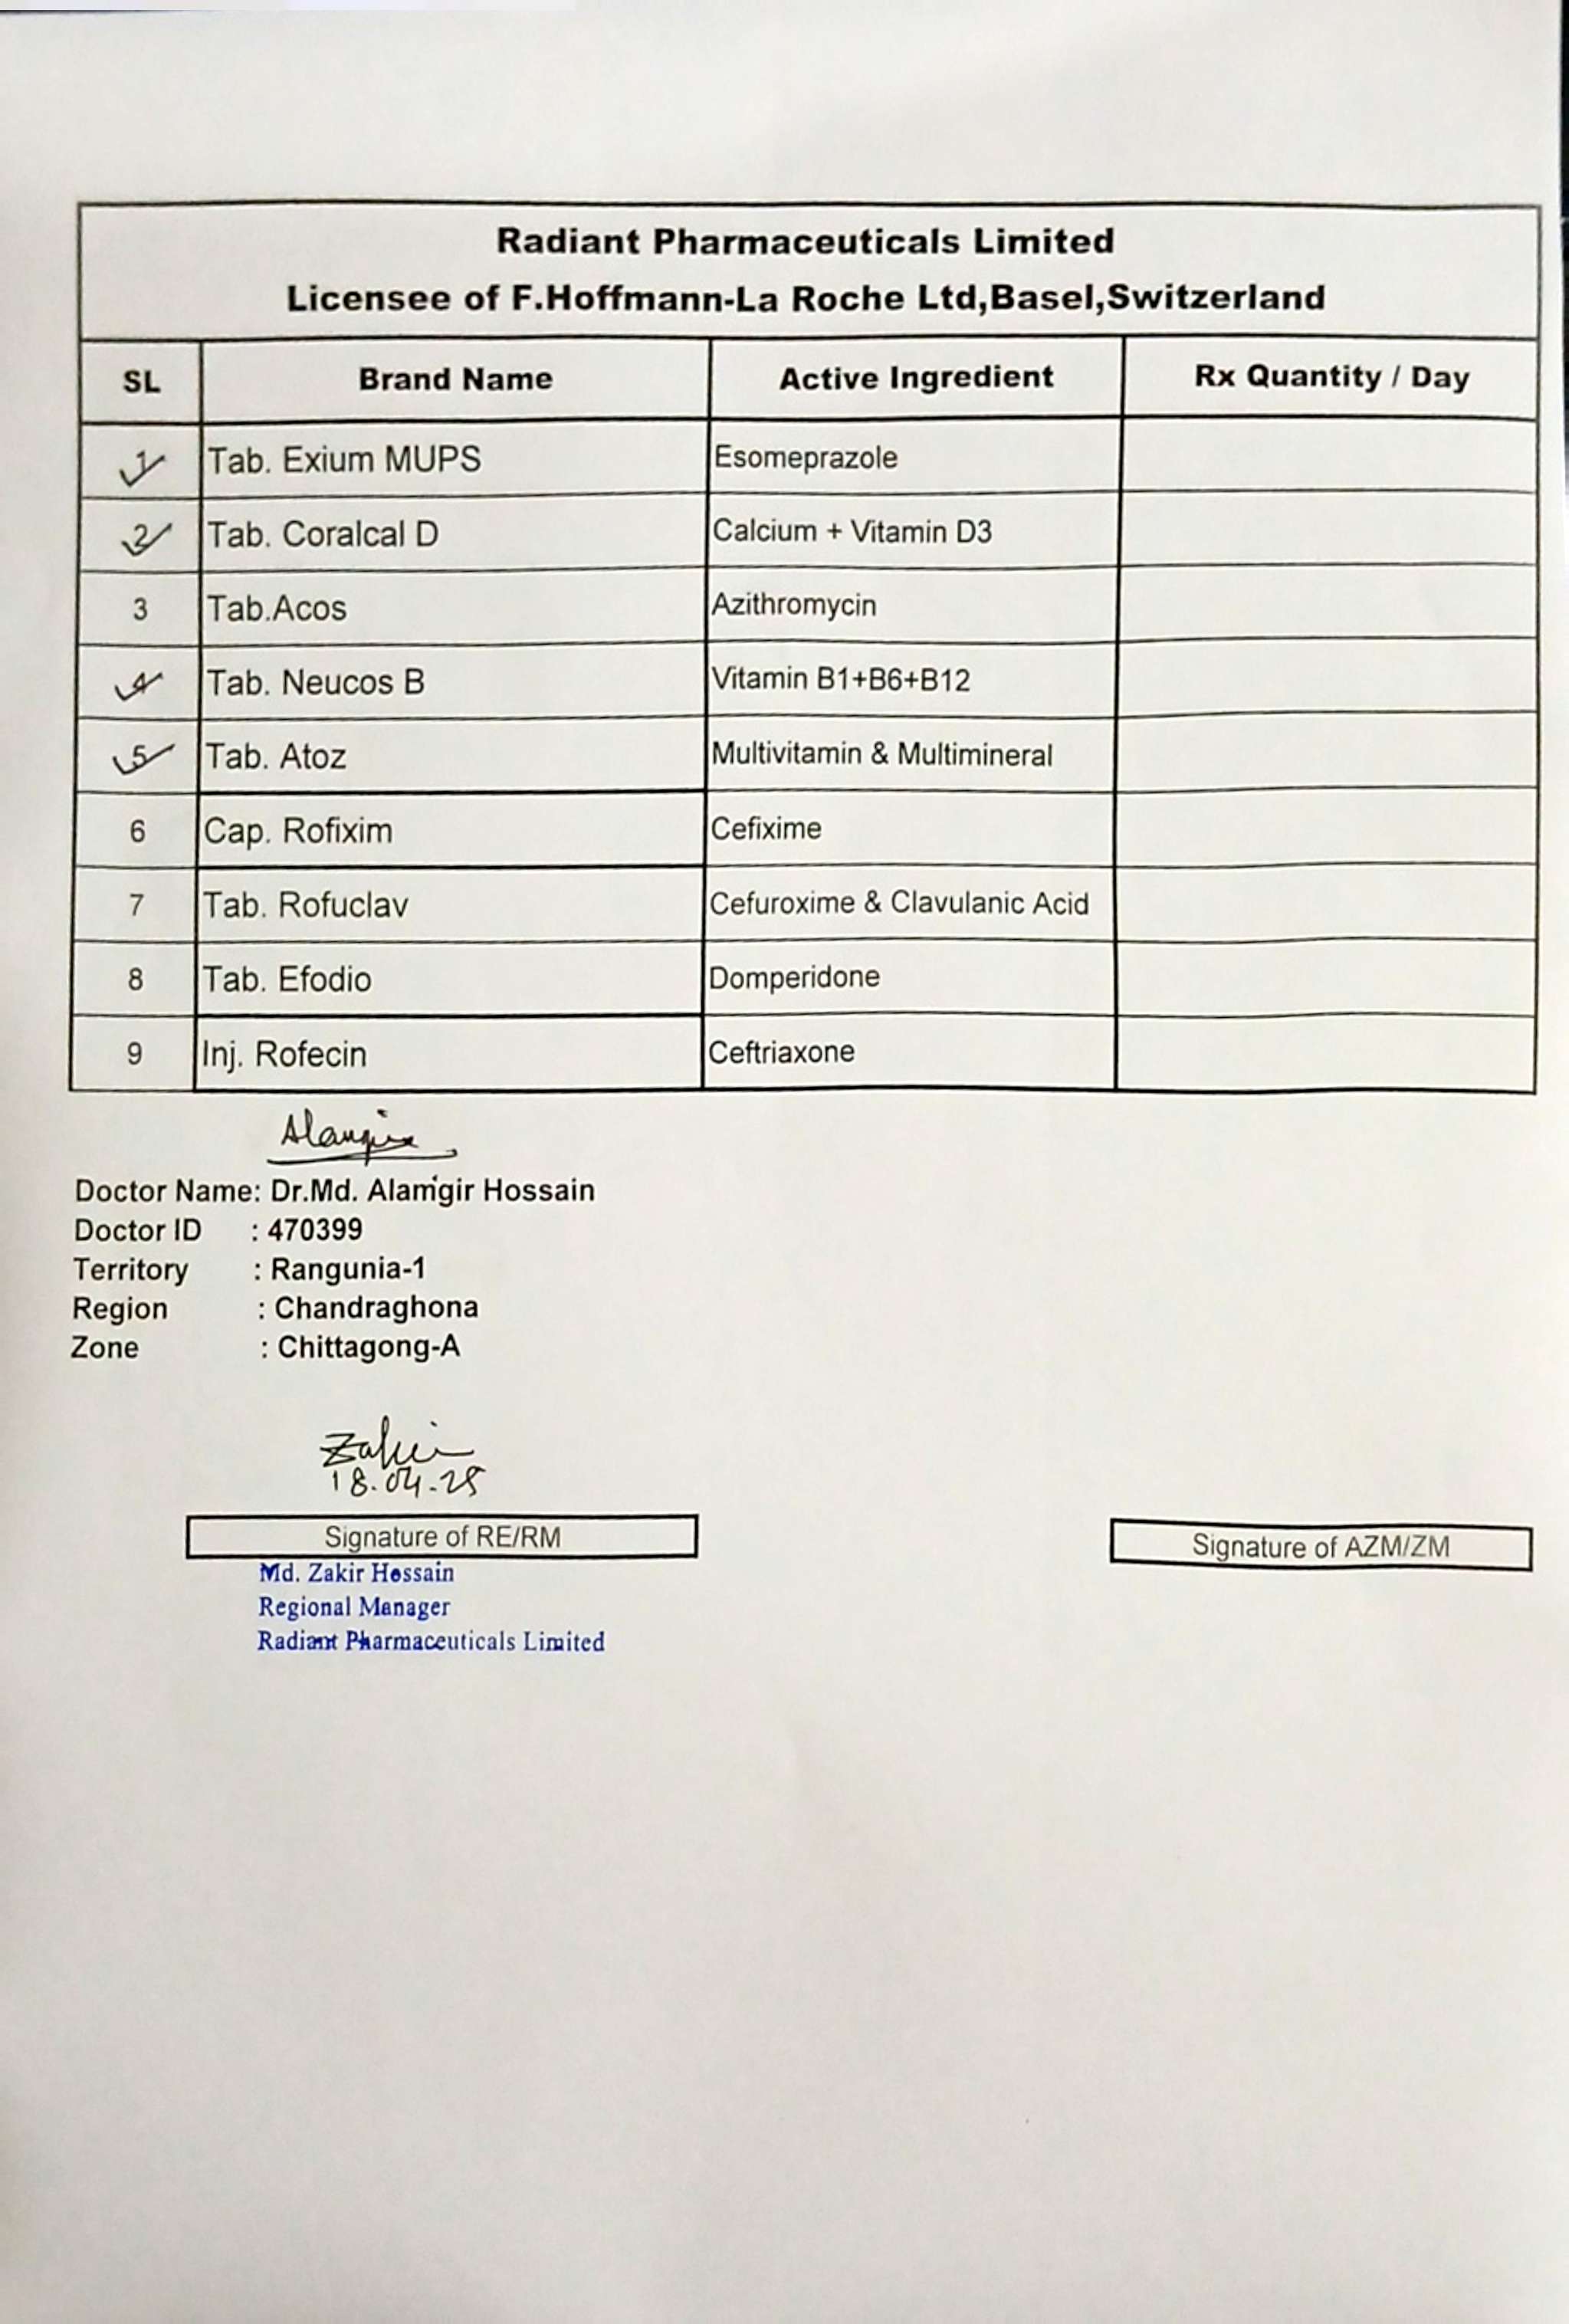 Radiant Pharmaceuticals Limited
Licensee of F.Hoffmann-La Roche Ltd,Basel,Switzerland
SL Brand Name Active Ingredient Rx Quantity / Day
1 Tab. Exium MUPS Esomeprazole
2 Tab. Coralcal D Calcium + Vitamin D3
3 Tab.Acos Azithromycin
4 Tab. Neucos B Vitamin B1+B6+B12
5 Tab. Atoz Multivitamin & Multimineral
6 Cap. Rofixim Cefixime
7 Tab. Rofuclav Cefuroxime & Clavulanic Acid
8 Tab. Efodio Domperidone
9 Inj. Rofecin Ceftriaxone
Alamgir
Doctor Name: Dr.Md. Alamgir Hossain
Doctor ID : 470399
Territory : Rangunia-1
Region : Chandraghona
Zone : Chittagong-A
Zakir
18.04.25
Signature of RE/RM Signature of AZM/ZM
Md. Zakir Hossain
Regional Manager
Radiant Pharmaceuticals Limited